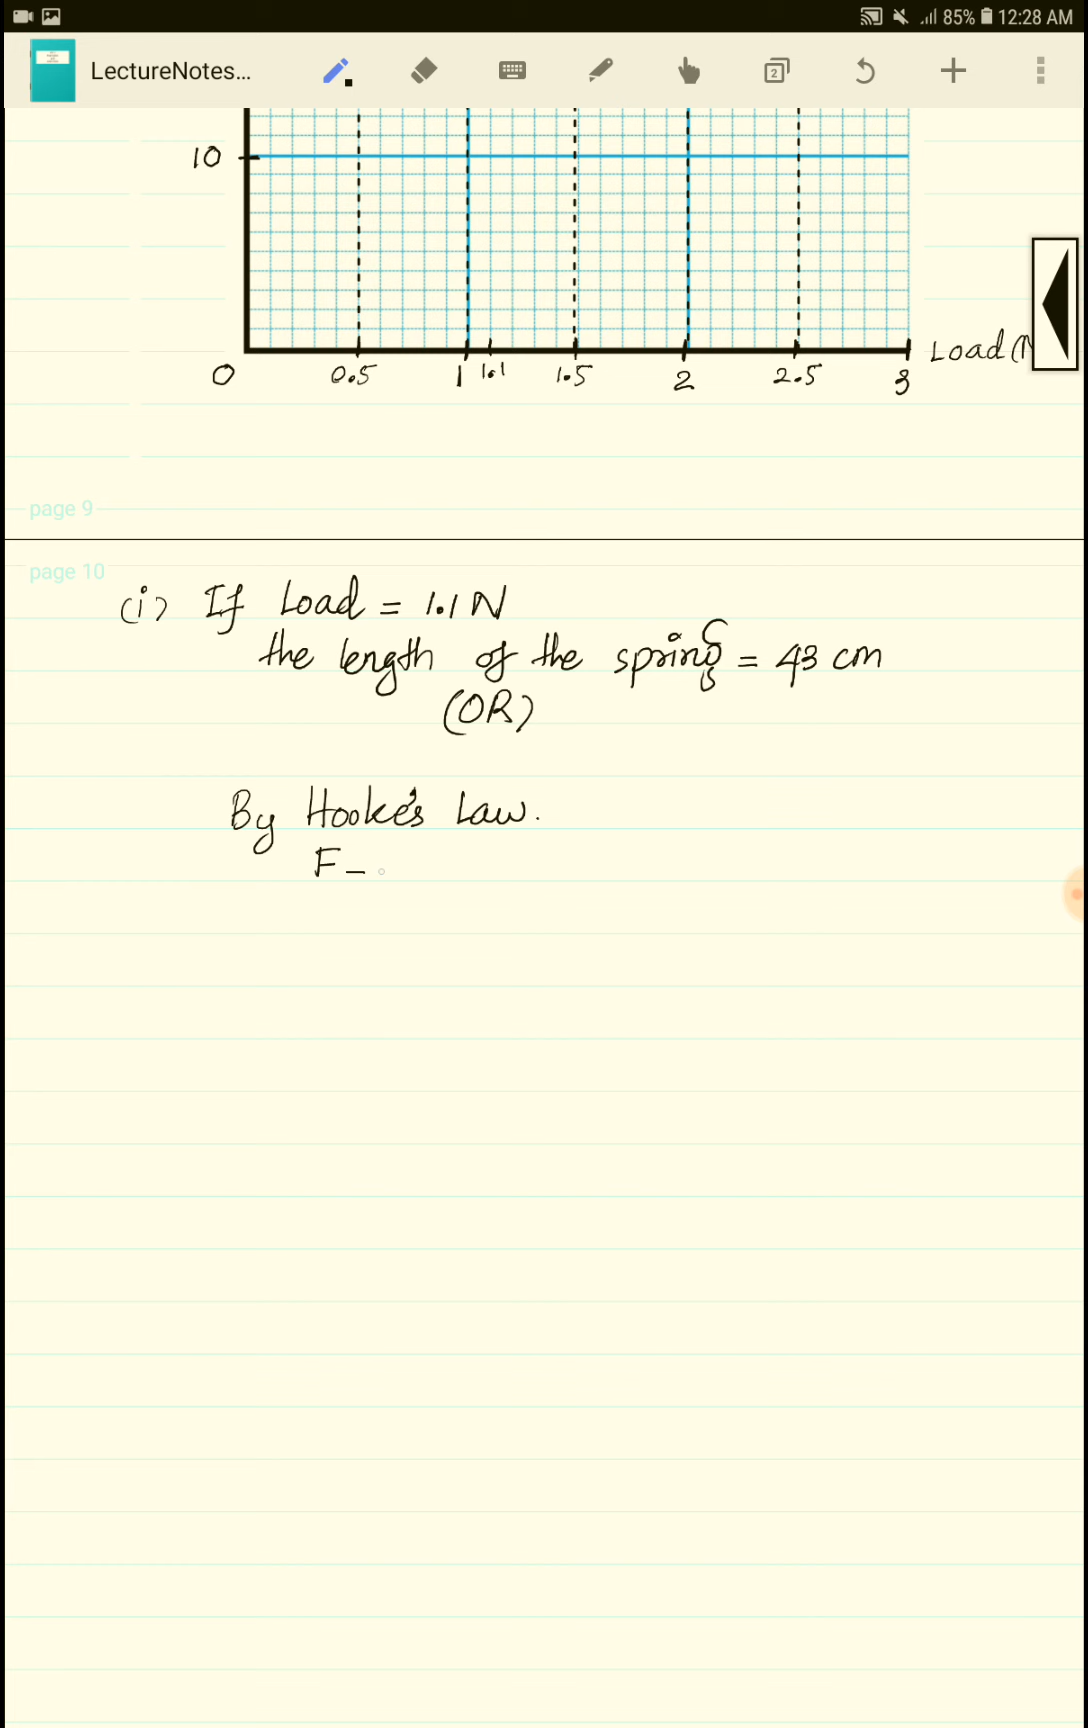 85% 12:28 AM
LectureNotes...
2
10
Load (N
0 0.5 1 1.1 1.5 2 2.5 3
page 9
page 10
(i) If Load = 1.1 N
the length of the spring = 43 cm
(OR)
By Hooke's Law.
F -